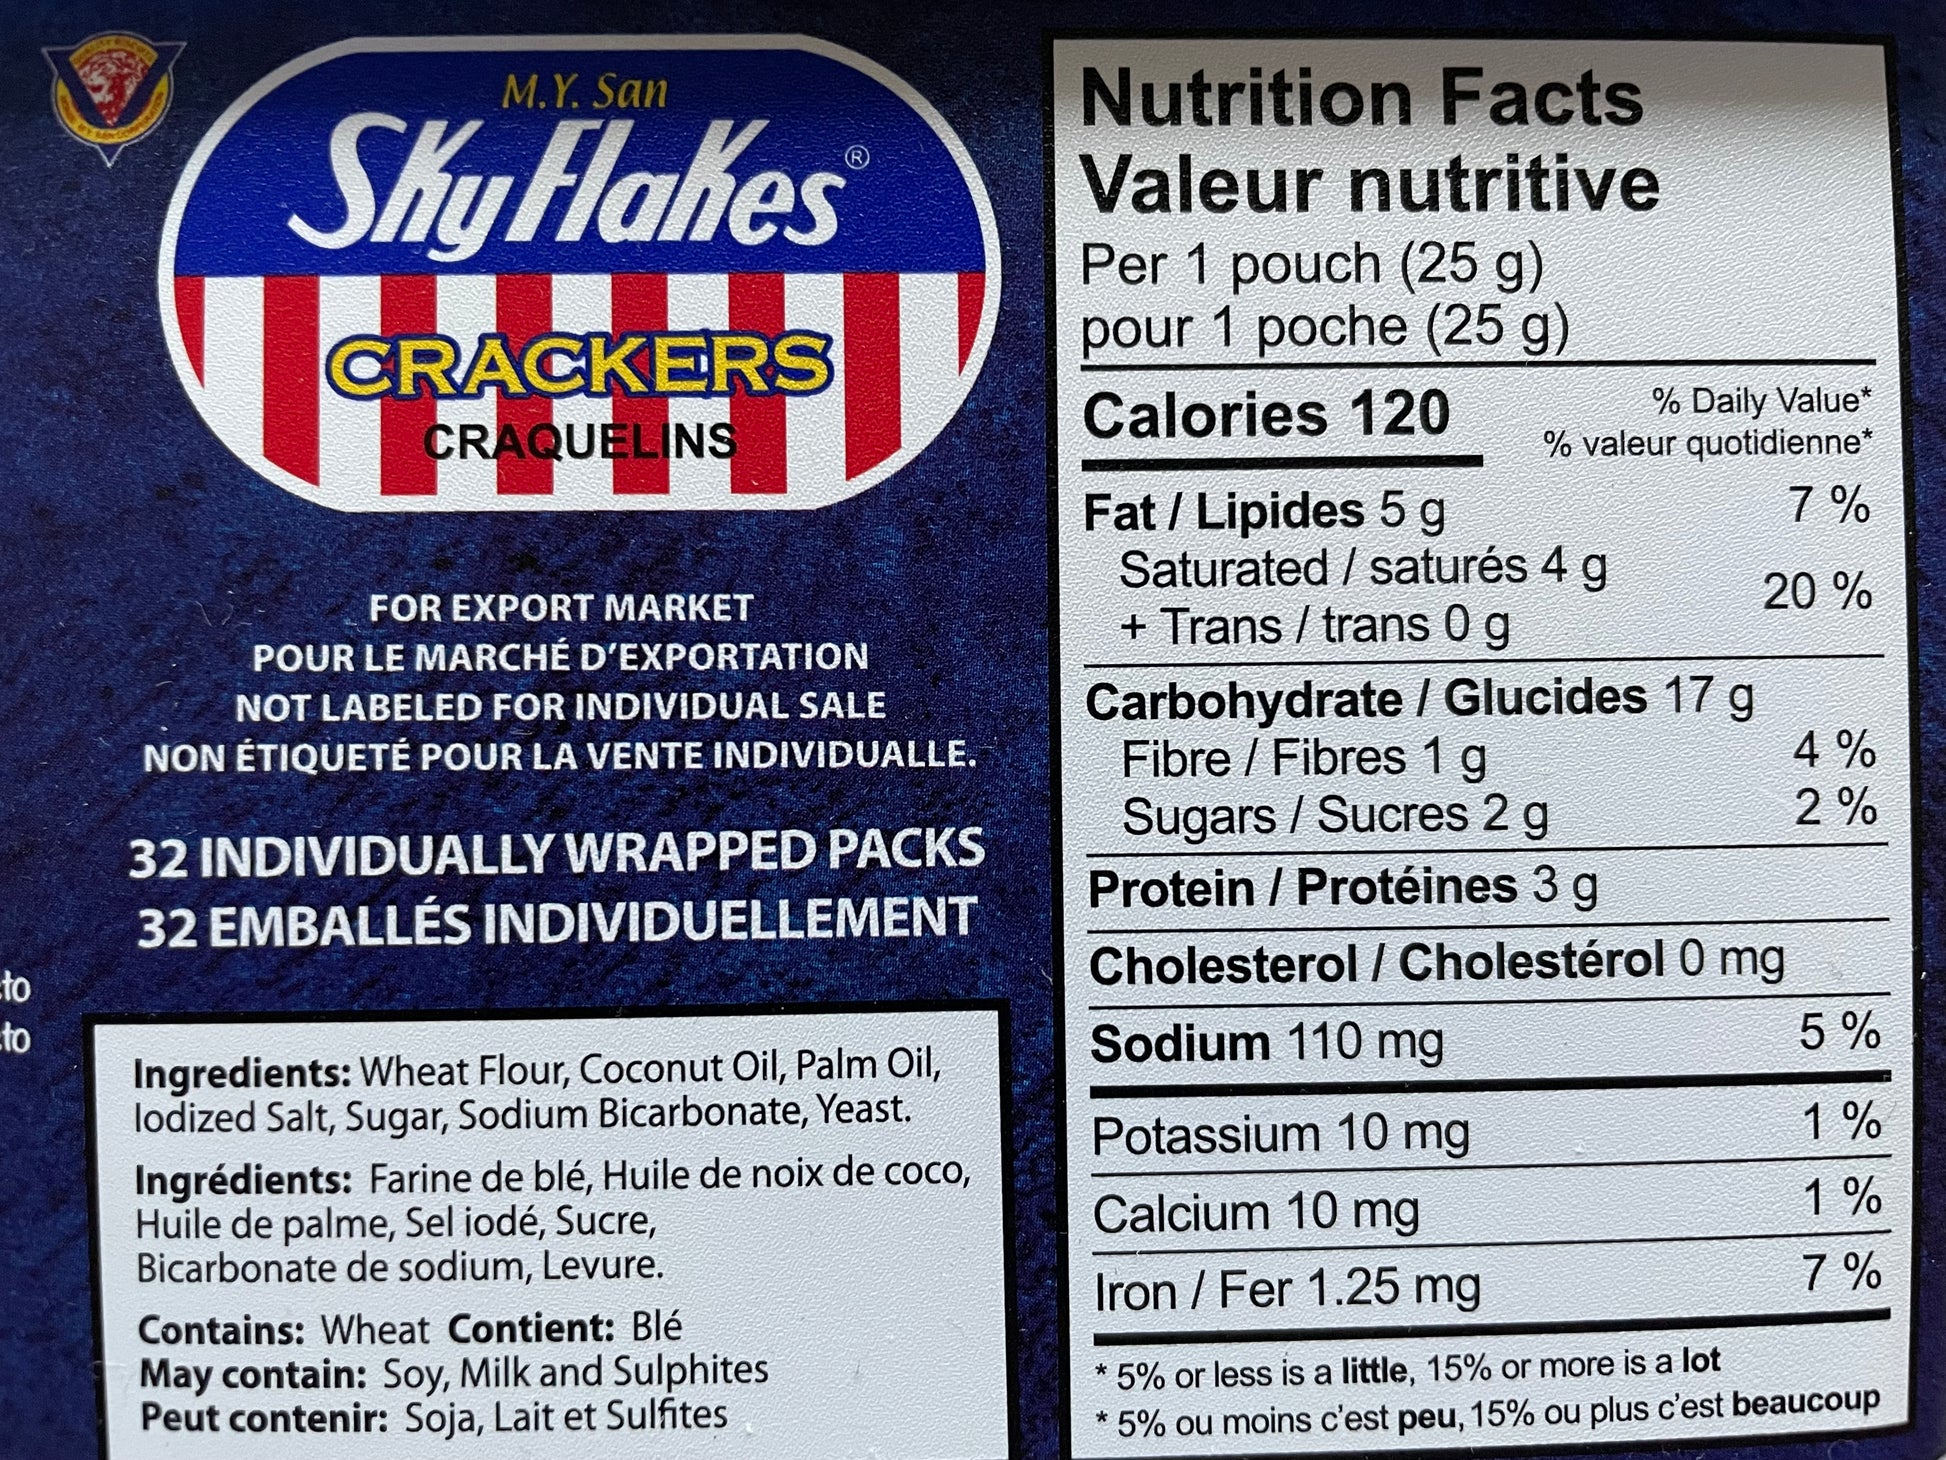 M.Y. San
SkyFlakes®
CRACKERS
CRAQUELINS
FOR EXPORT MARKET
POUR LE MARCHÉ D'EXPORTATION
NOT LABELED FOR INDIVIDUAL SALE
NON ÉTIQUETÉ POUR LA VENTE INDIVIDUALLE.
32 INDIVIDUALLY WRAPPED PACKS
32 EMBALLÉS INDIVIDUELLEMENT
Ingredients: Wheat Flour, Coconut Oil, Palm Oil,
Iodized Salt, Sugar, Sodium Bicarbonate, Yeast.
Ingrédients: Farine de blé, Huile de noix de coco,
Huile de palme, Sel iodé, Sucre,
Bicarbonate de sodium, Levure.
Contains: Wheat Contient: Blé
May contain: Soy, Milk and Sulphites
Peut contenir: Soja, Lait et Sulfites
Nutrition Facts
Valeur nutritive
Per 1 pouch (25 g)
pour 1 poche (25 g)
Calories 120
% Daily Value*
% valeur quotidienne*
Fat / Lipides 5 g 7 %
Saturated / saturés 4 g
+ Trans / trans 0 g 20 %
Carbohydrate / Glucides 17 g
Fibre / Fibres 1 g 4 %
Sugars / Sucres 2 g 2 %
Protein / Protéines 3 g
Cholesterol / Cholestérol 0 mg
Sodium 110 mg 5 %
Potassium 10 mg 1 %
Calcium 10 mg 1 %
Iron / Fer 1.25 mg 7 %
* 5% or less is a little, 15% or more is a lot
* 5% ou moins c'est peu, 15% ou plus c'est beaucoup